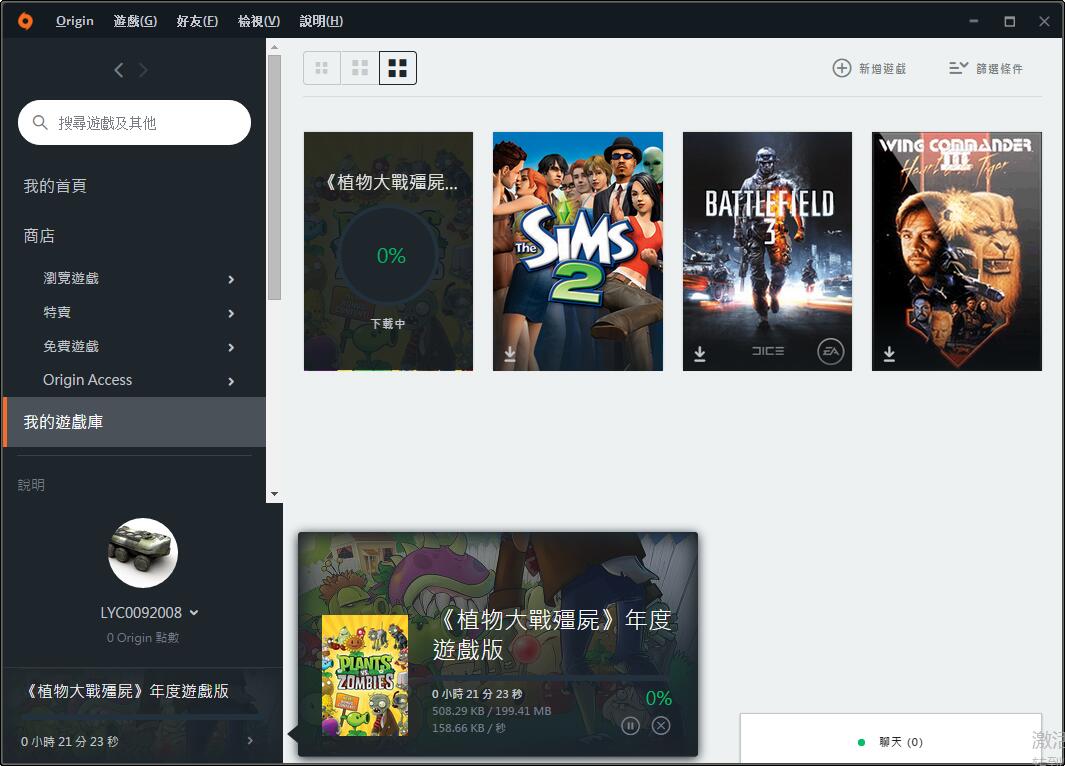 Origin 遊戲(G) 好友(F) 檢視(V) 說明(H)
搜尋遊戲及其他
我的首頁
商店
瀏覽遊戲
特賣
免費遊戲
Origin Access
我的遊戲庫
說明
LYC0092008
0 Origin 點數
《植物大戰殭屍》年度遊戲版
0 小時 21 分 23 秒
新增遊戲 篩選條件
《植物大戰殭屍...
0%
下載中
The SIMS 2
BATTLEFIELD 3
DICE EA
WING COMMANDER III
Heart of the Tiger
《植物大戰殭屍》年度
遊戲版
PLANTS VS. ZOMBIES
0 小時 21 分 23 秒
0%
508.29 KB / 199.41 MB
158.66 KB / 秒
聊天 (0)
激活